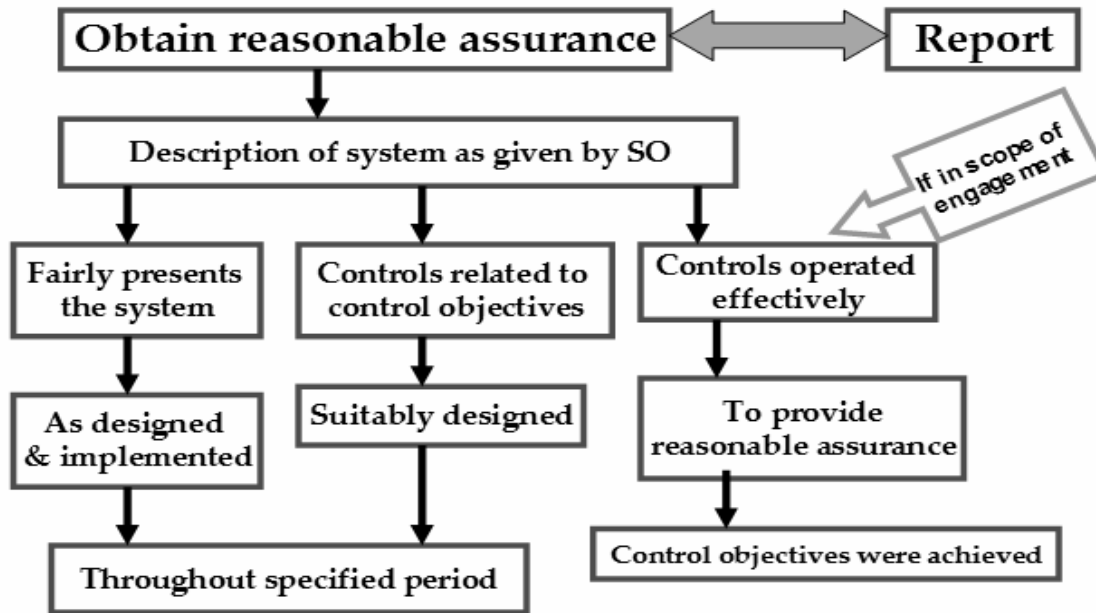 Obtain reasonable assurance
Report
Description of system as given by SO
If in scope of
engagement
Fairly presents
the system
Controls related to
control objectives
Controls operated
effectively
As designed
& implemented
Suitably designed
To provide
reasonable assurance
Throughout specified period
Control objectives were achieved